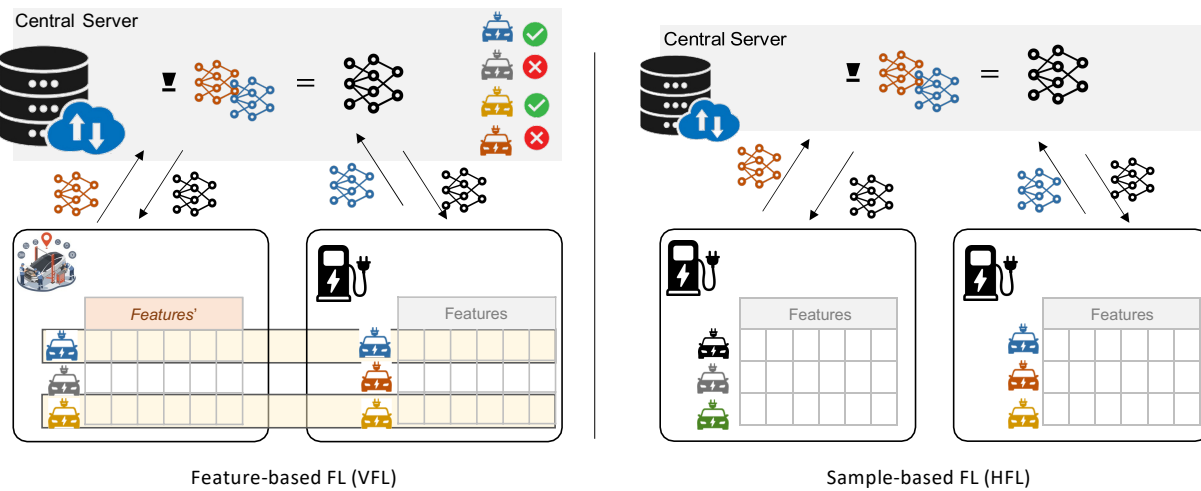 Central Server
=
Features'
Features
Feature-based FL (VFL)
Central Server
=
Features
Features
Sample-based FL (HFL)